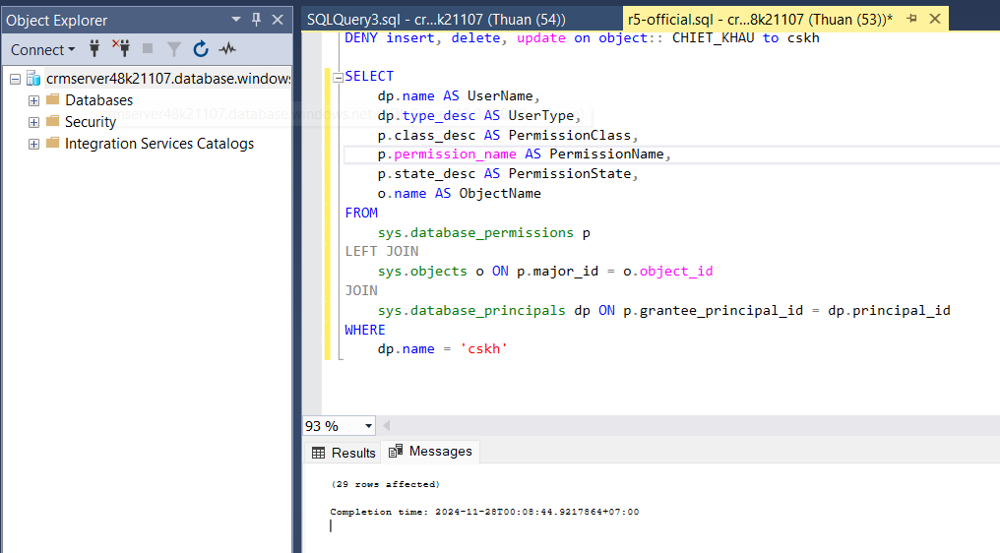 Object Explorer
Connect
crmserver48k21107.database.windows
Databases
Security
Integration Services Catalogs
SQLQuery3.sql - cr...k21107 (Thuan (54))
r5-official.sql - cr...8k21107 (Thuan (53))*
DENY insert, delete, update on object:: CHIET_KHAU to cskh
SELECT
dp.name AS UserName,
dp.type_desc AS UserType,
p.class_desc AS PermissionClass,
p.permission_name AS PermissionName,
p.state_desc AS PermissionState,
o.name AS ObjectName
FROM
sys.database_permissions p
LEFT JOIN
sys.objects o ON p.major_id = o.object_id
JOIN
sys.database_principals dp ON p.grantee_principal_id = dp.principal_id
WHERE
dp.name = 'cskh'
93 %
Results
Messages
(29 rows affected)
Completion time: 2024-11-28T00:08:44.9217864+07:00